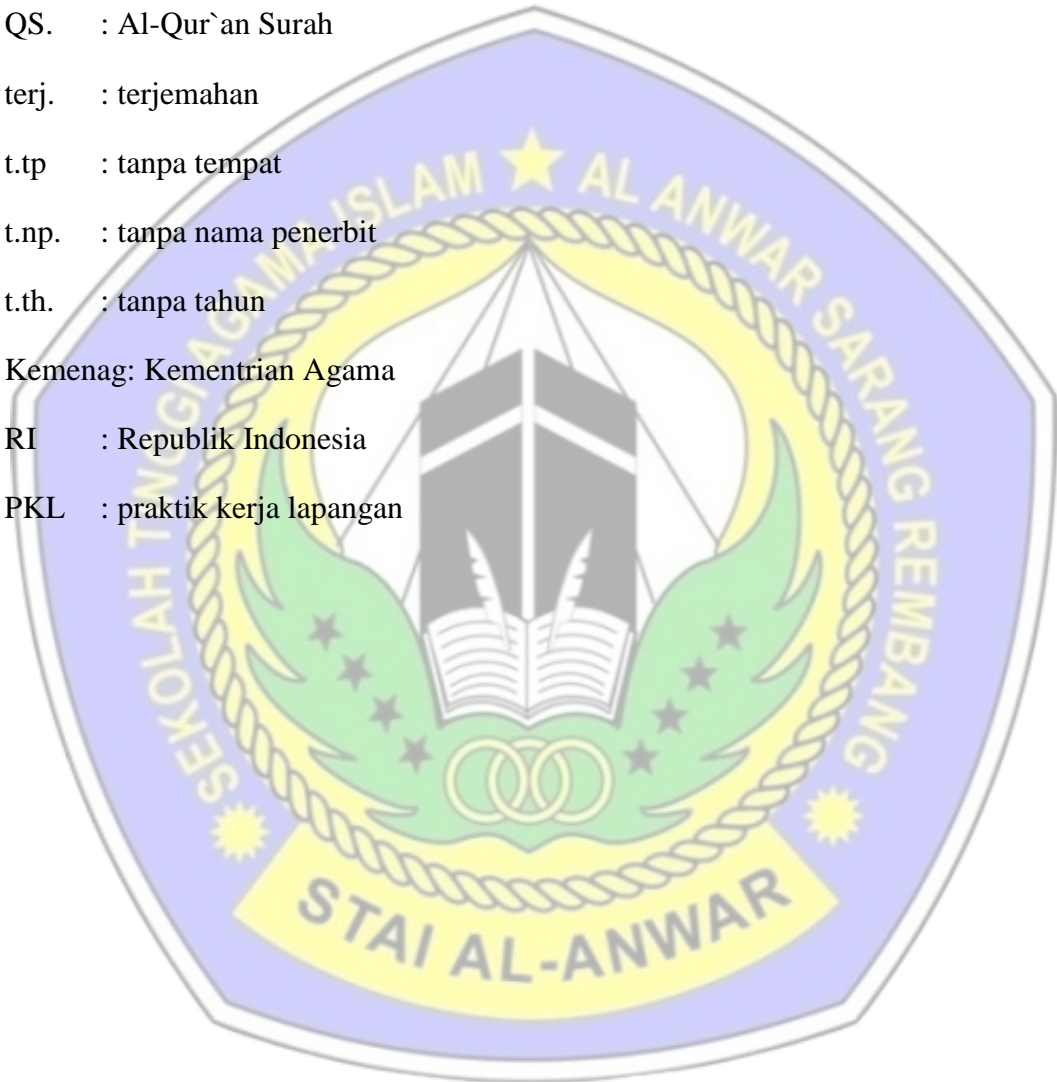 QS. : Al-Qur`an Surah
terj. : terjemahan
t.tp : tanpa tempat
t.np. : tanpa nama penerbit
t.th. : tanpa tahun
Kemenag: Kementrian Agama
RI : Republik Indonesia
PKL : praktik kerja lapangan
SEKOLAH TINGGI AGAMA ISLAM ★ AL ANWAR SARANG REMBANG
STAI AL-ANWAR